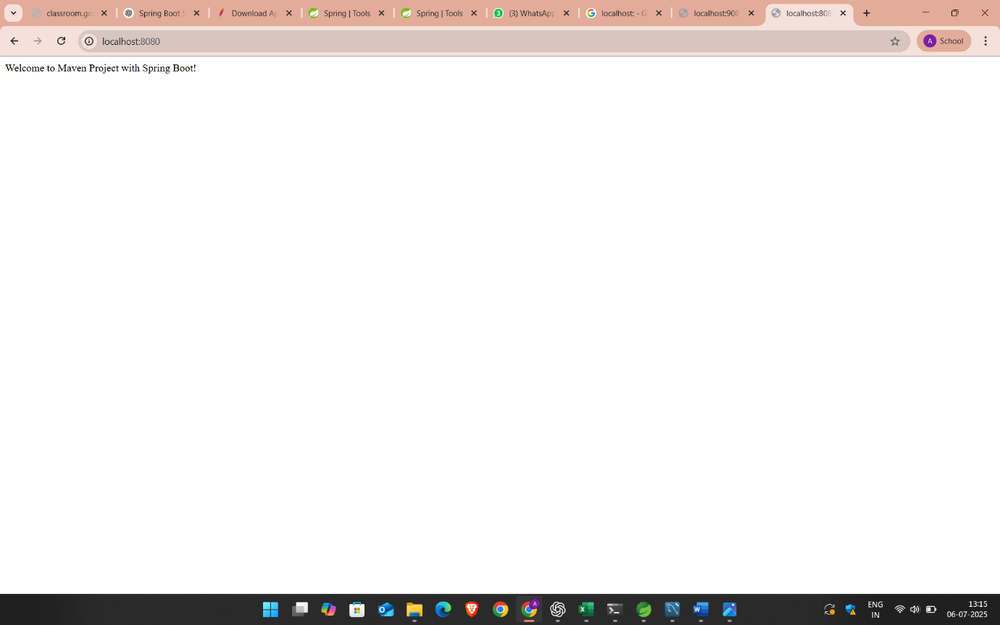 classroom.go
Spring Boot S
Download Ap
Spring | Tools
Spring | Tools
3
(3) WhatsApp
localhost: - G
localhost:900
localhost:808
localhost:8080
A
School
Welcome to Maven Project with Spring Boot!
A
ENG
IN
13:15
06-07-2025